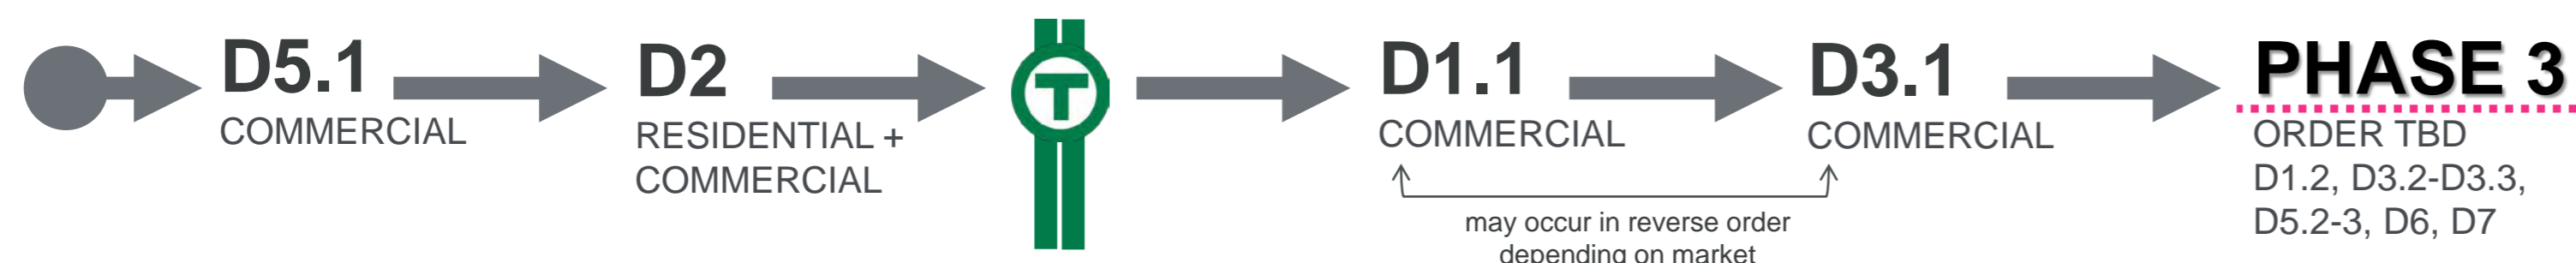 D5.1
COMMERCIAL
D2
RESIDENTIAL +
COMMERCIAL
T
D1.1
COMMERCIAL
D3.1
COMMERCIAL
may occur in reverse order
depending on market
PHASE 3
ORDER TBD
D1.2, D3.2-D3.3,
D5.2-3, D6, D7